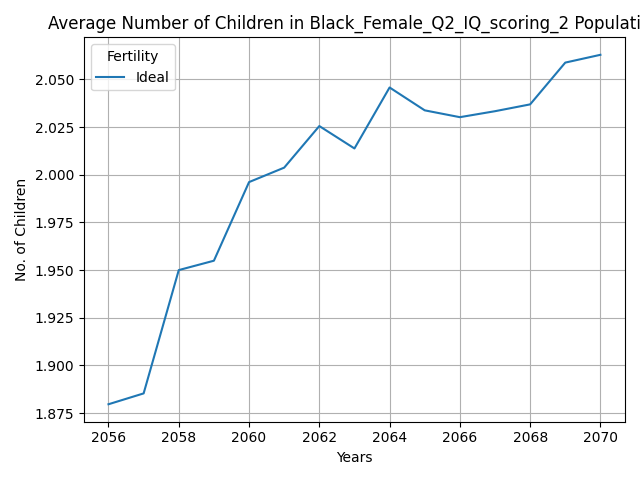 Average Number of Children in Black_Female_Q2_IQ_scoring_2 Populati
Fertility
Ideal
No. of Children
2.050
2.025
2.000
1.975
1.950
1.925
1.900
1.875
2056 2058 2060 2062 2064 2066 2068 2070
Years